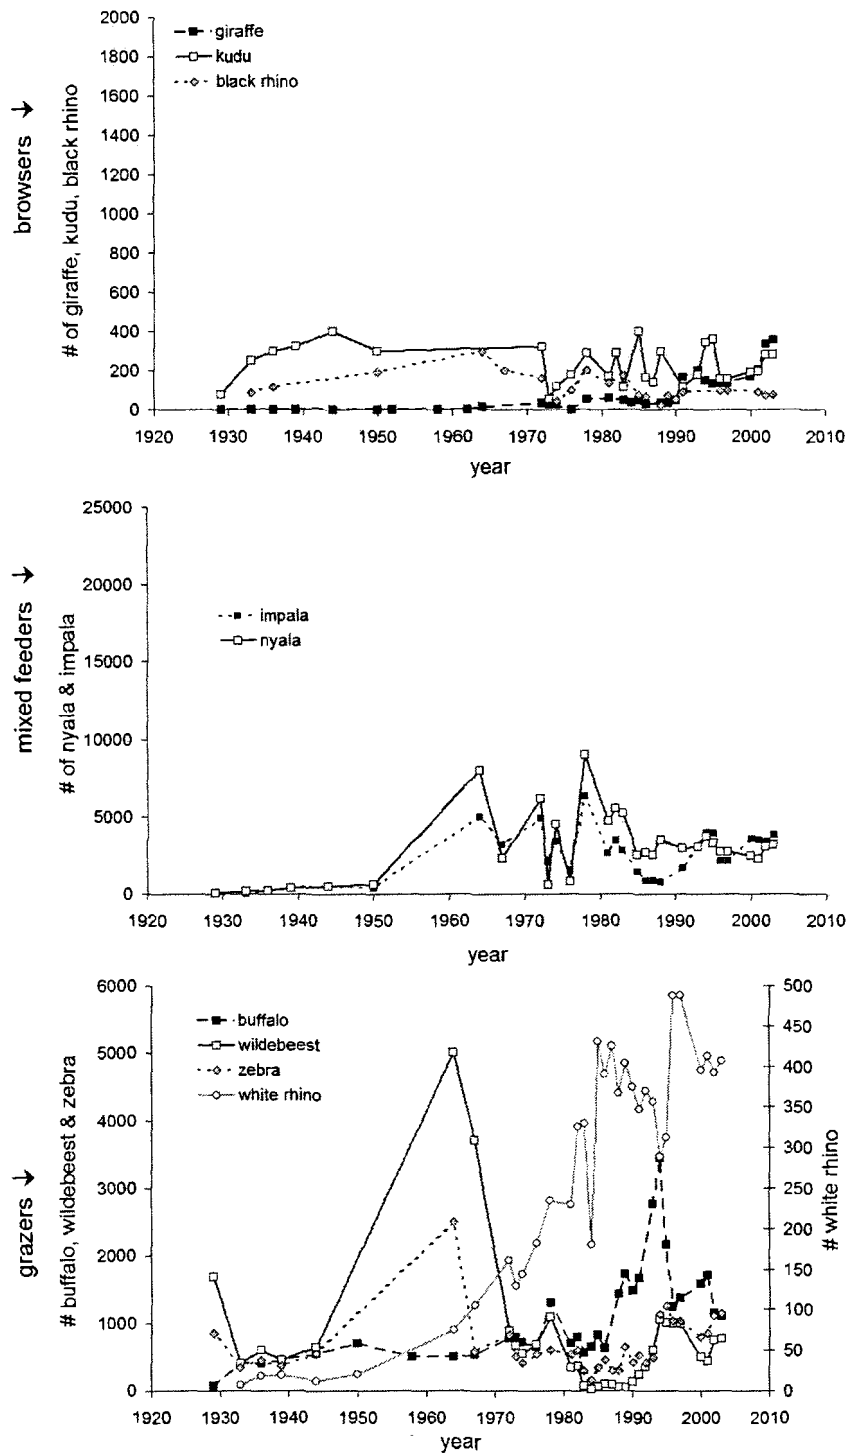 browsers ↓
# of giraffe, kudu, black rhino
2000
1800
1600
1400
1200
1000
800
600
400
200
0
giraffe
kudu
black rhino
1920 1930 1940 1950 1960 1970 1980 1990 2000 2010
year
mixed feeders ↓
# of nyala & impala
25000
20000
15000
10000
5000
0
impala
nyala
1920 1930 1940 1950 1960 1970 1980 1990 2000 2010
year
grazers ↓
# buffalo, wildebeest & zebra
6000
5000
4000
3000
2000
1000
0
buffalo
wildebeest
zebra
white rhino
500
450
400
350
300
250
200
150
100
50
0
# white rhino
1920 1930 1940 1950 1960 1970 1980 1990 2000 2010
year